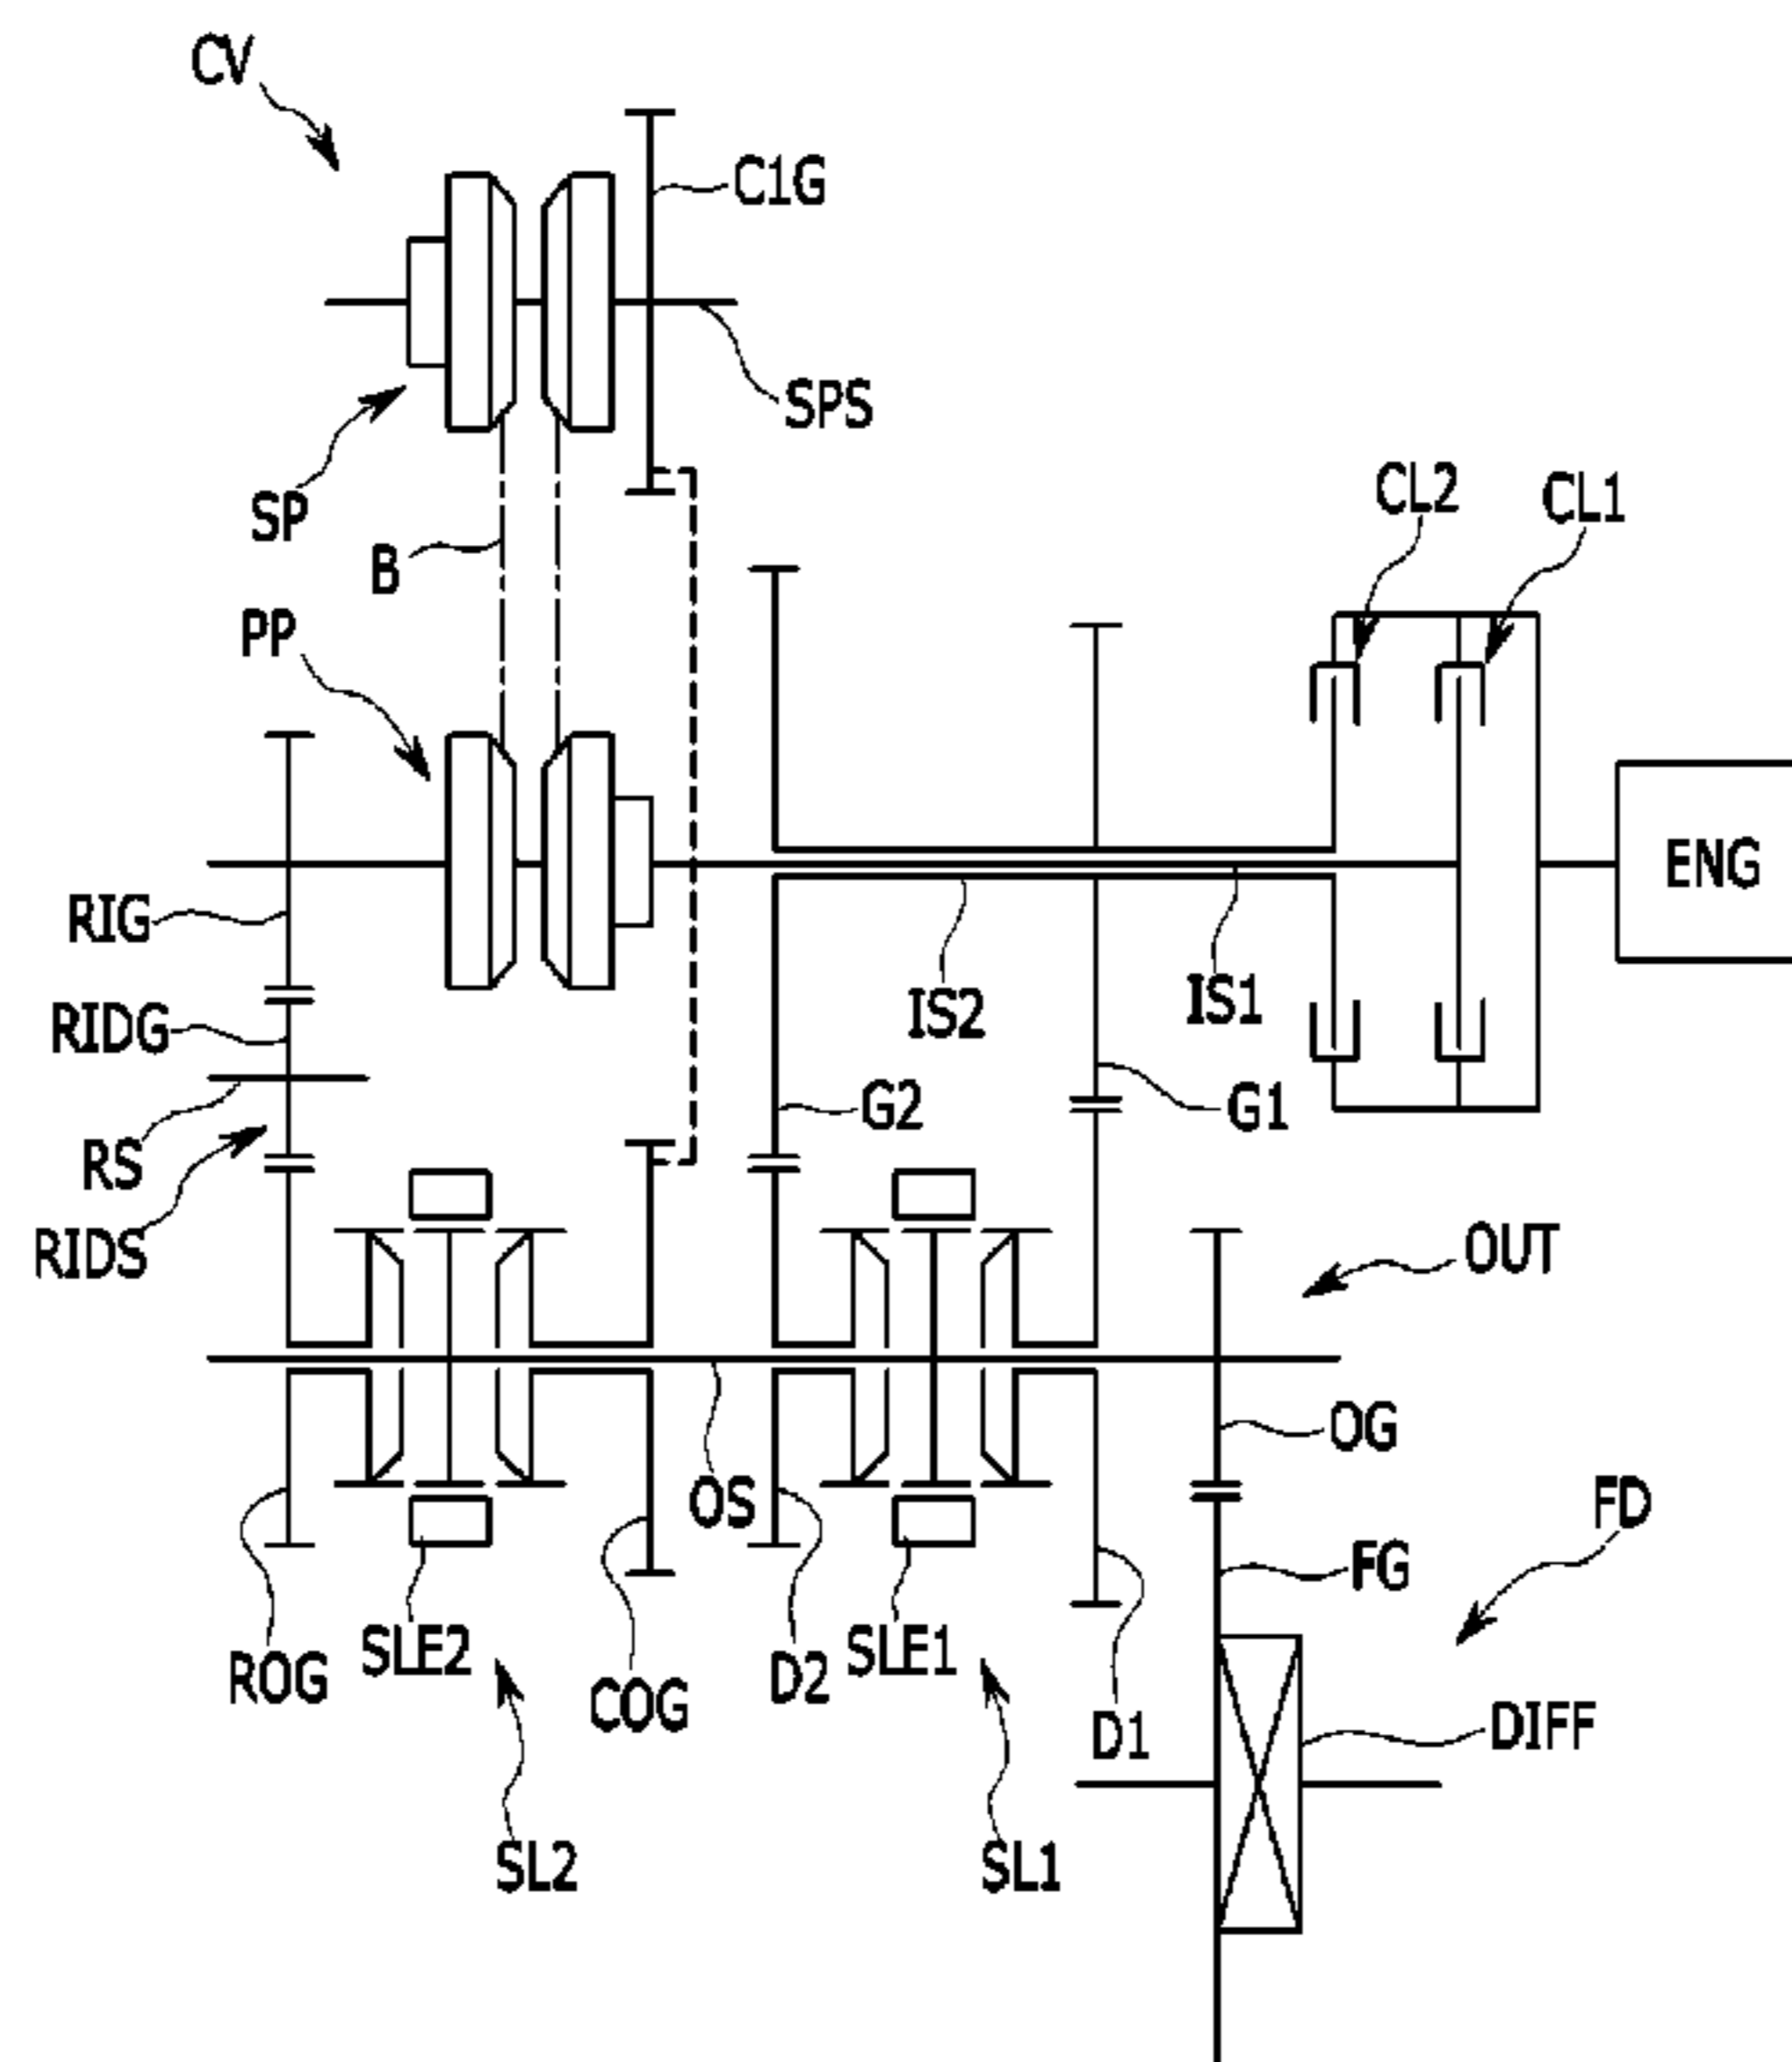 CV
C1G
SPS
SP
B
CL2
CL1
PP
ENG
RIG
IS2
IS1
RIDG
G2
G1
RS
RIDS
OUT
OG
OS
FD
FG
ROG
SLE2
COG
D2
SLE1
D1
DIFF
SL2
SL1